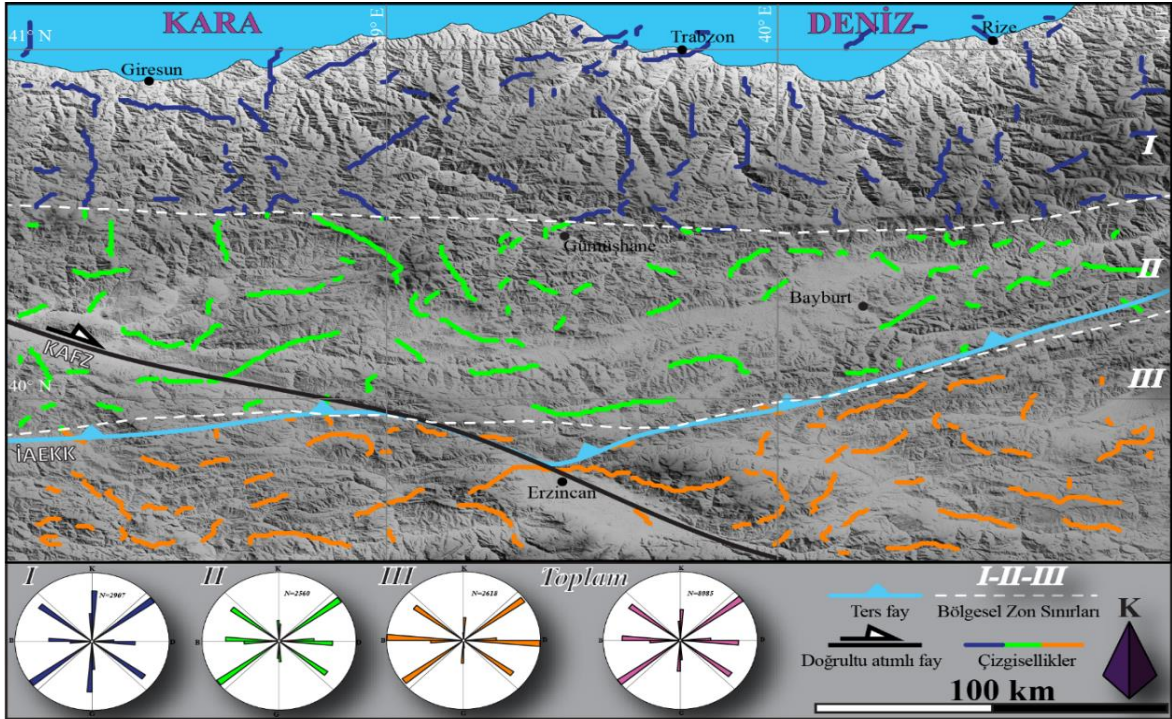 KARA
DENİZ
41° N
39° E
40° E
Rize
Trabzon
Giresun
I
Gümüşhane
II
Bayburt
KAFZ
III
40° N
İAEKK
Erzincan
I
II
III
Toplam
I-II-III
K
K
K
K
N=2907
N=2560
N=2618
N=8085
B
D
B
D
B
D
B
D
G
G
G
G
Ters fay
Bölgesel Zon Sınırları
K
Doğrultu atımlı fay
Çizgisellikler
100 km